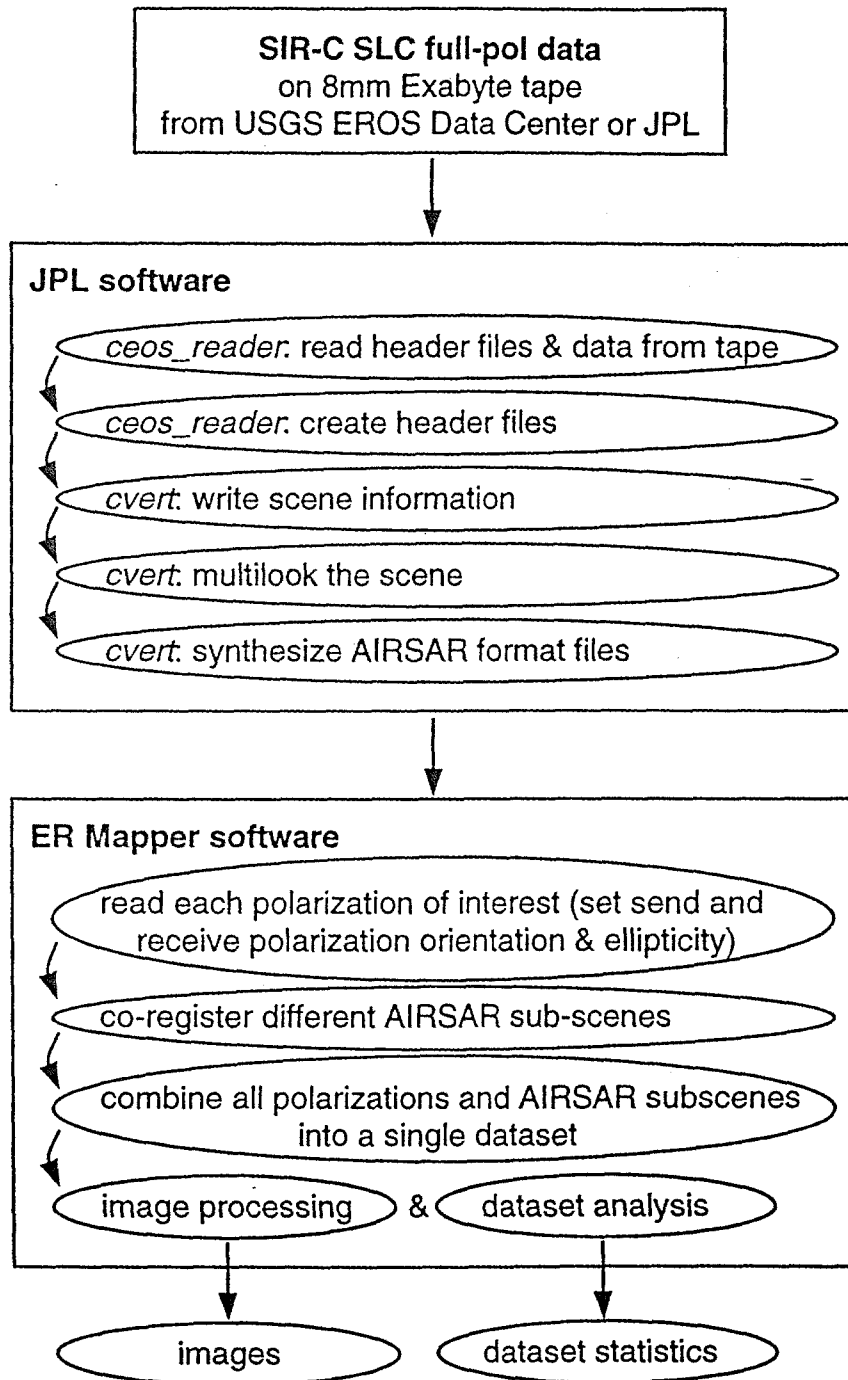 SIR-C SLC full-pol data
on 8mm Exabyte tape
from USGS EROS Data Center or JPL
JPL software
ceos_reader: read header files & data from tape
ceos_reader: create header files
cvert: write scene information
cvert: multilook the scene
cvert: synthesize AIRSAR format files
ER Mapper software
read each polarization of interest (set send and
receive polarization orientation & ellipticity)
co-register different AIRSAR sub-scenes
combine all polarizations and AIRSAR subscenes
into a single dataset
image processing & dataset analysis
images dataset statistics